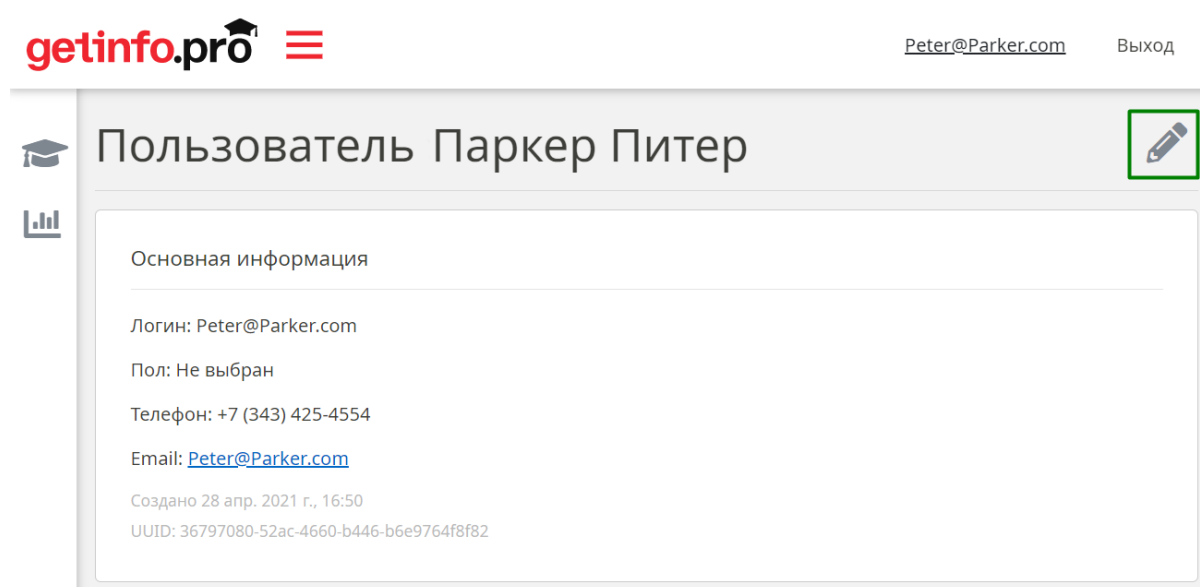 getinfo.pro
Peter@Parker.com
Выход
Пользователь Паркер Питер
Основная информация
Логин: Peter@Parker.com
Пол: Не выбран
Телефон: +7 (343) 425-4554
Email: Peter@Parker.com
Создано 28 апр. 2021 г., 16:50
UUID: 36797080-52ac-4660-b446-b6e9764f8f82